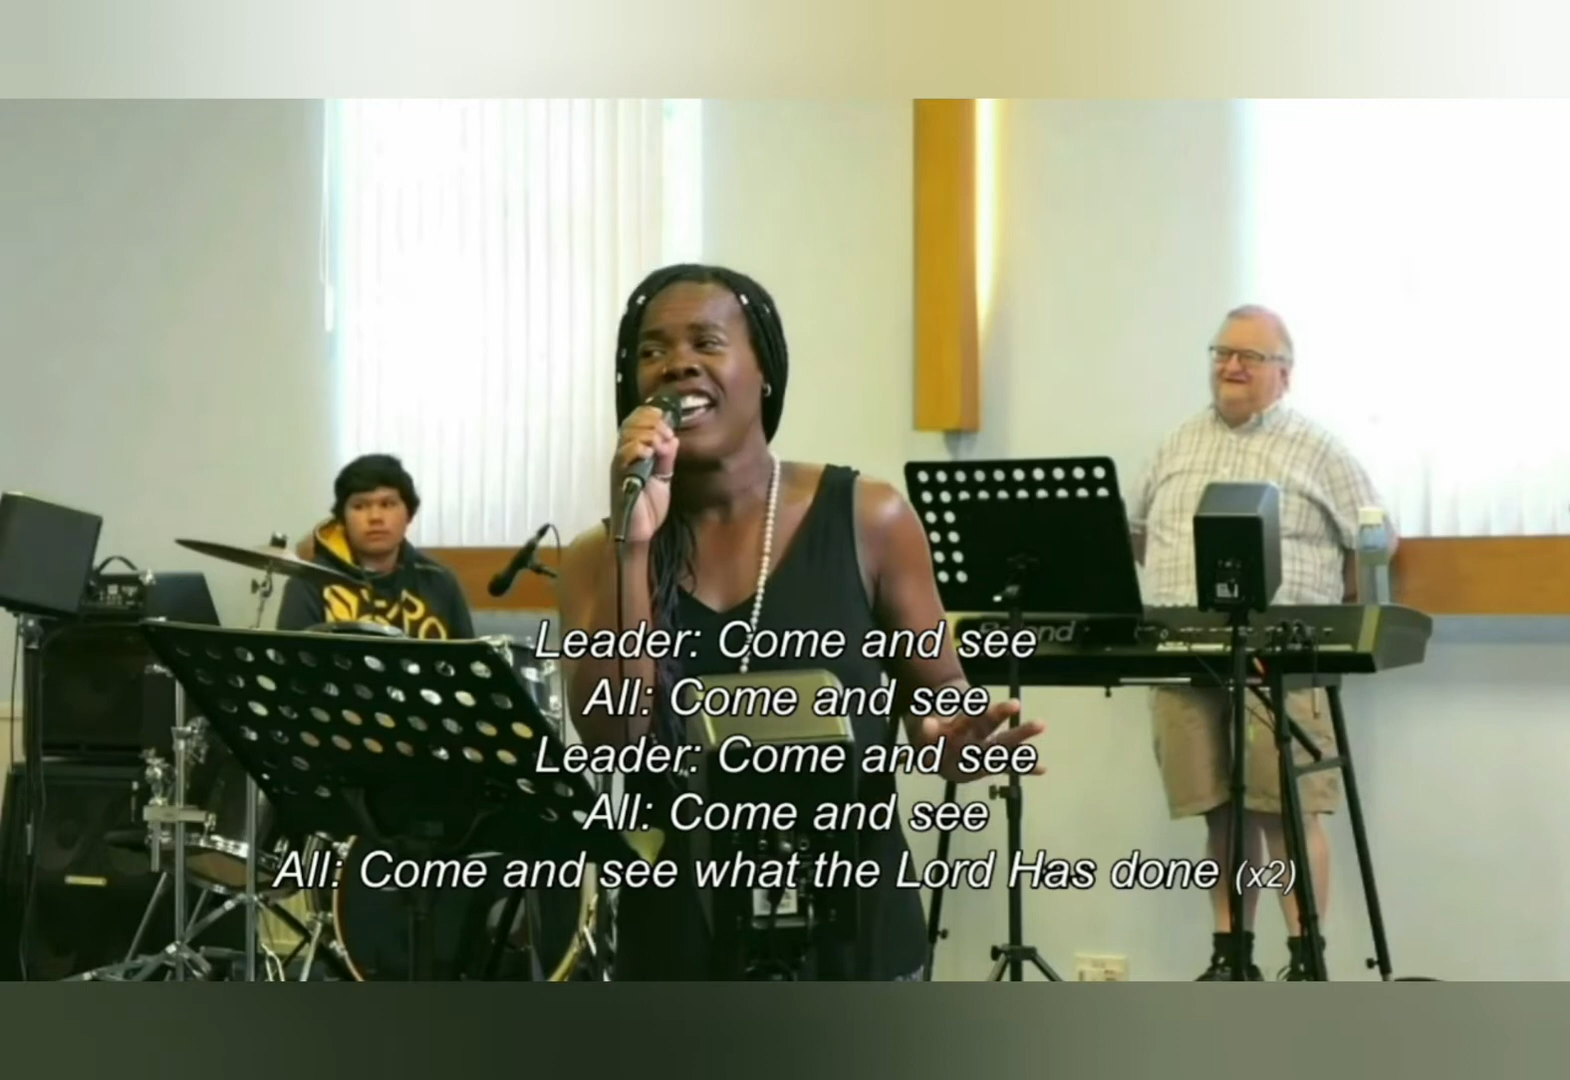 Leader: Come and see
All: Come and see
Leader: Come and see
All: Come and see
All: Come and see what the Lord Has done (x2)